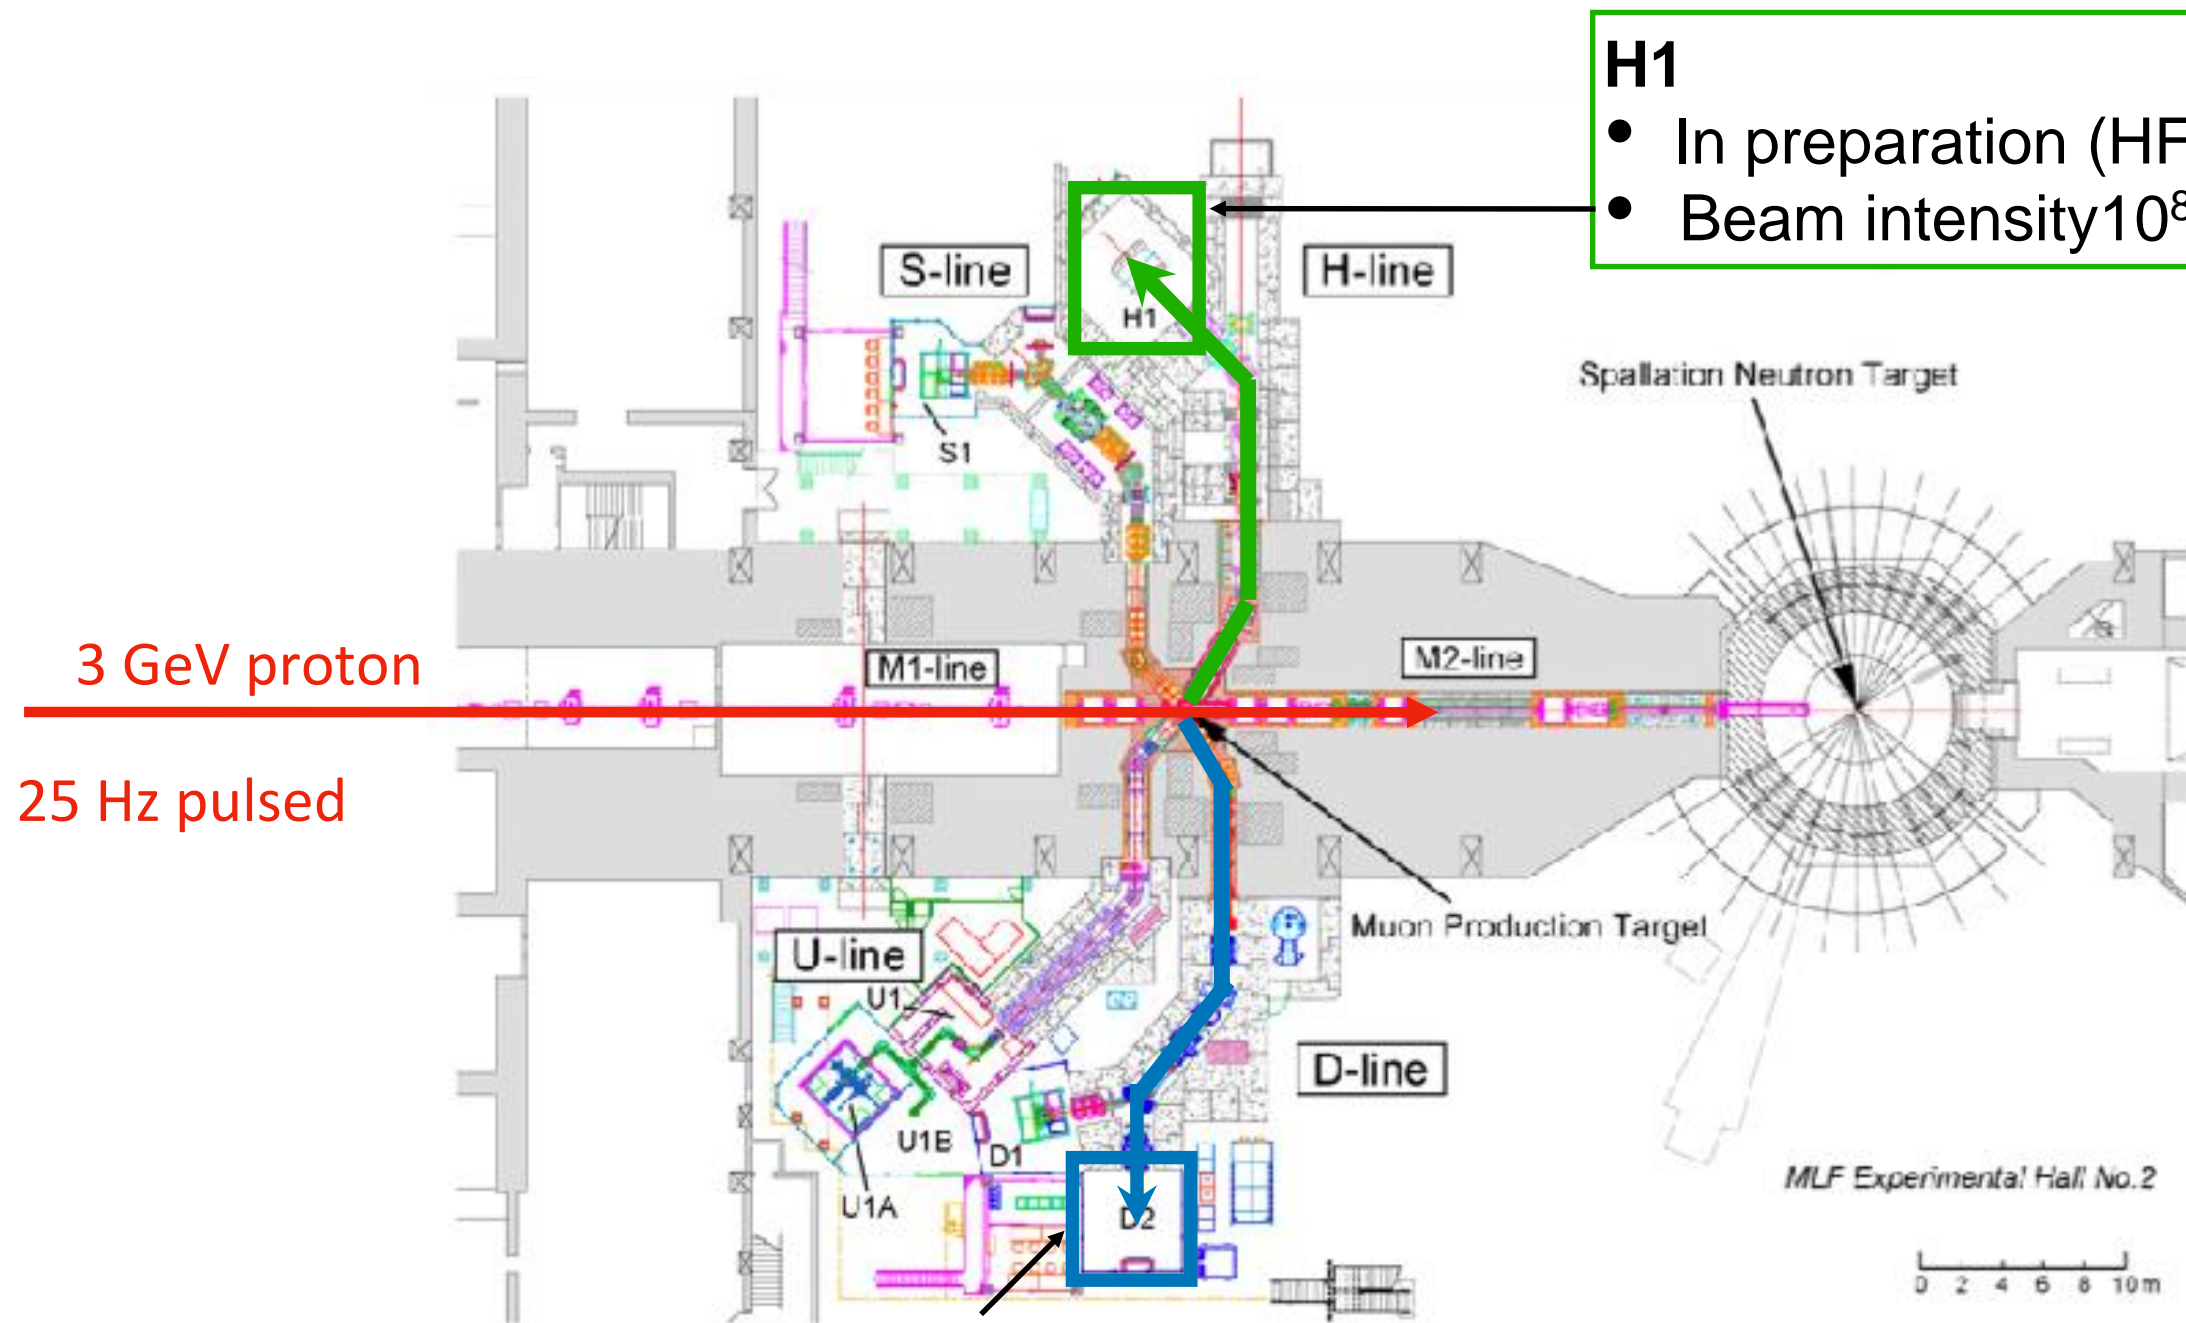 H1
• In preparation (HF
• Beam intensity10⁸
S-line
H-line
H1
Spallation Neutron Target
S1
3 GeV proton
M1-line
M2-line
25 Hz pulsed
Muon Production Target
U-line
U1
D-line
U1B
D1
MLF Experimental Hall No.2
U1A
D2
0 2 4 6 8 10m